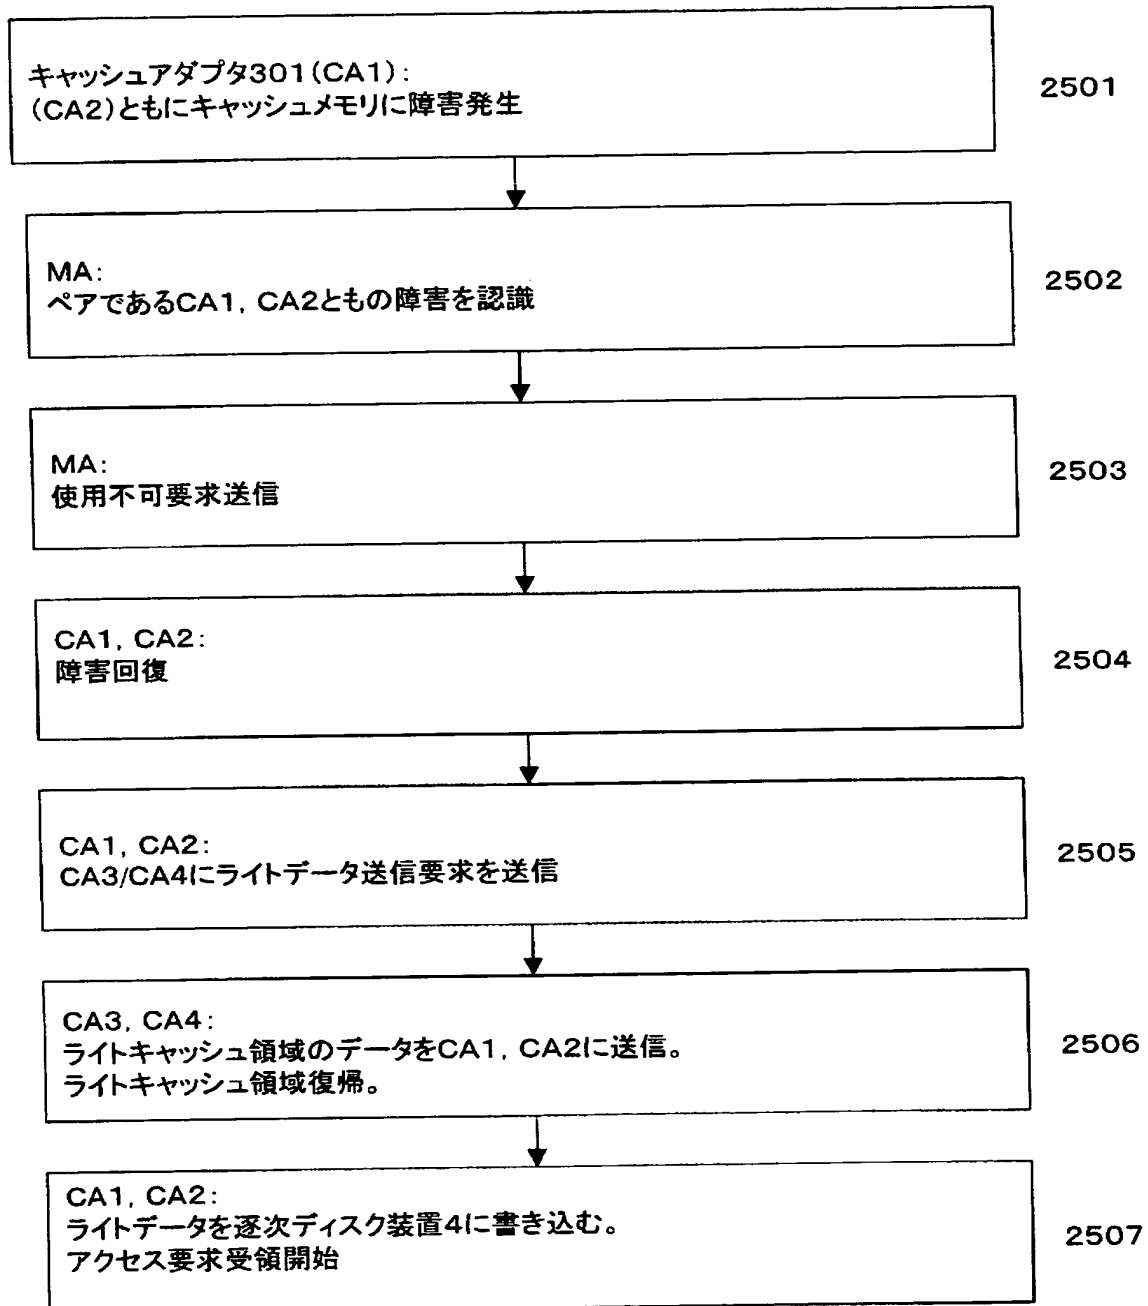 キャッシュアダプタ301(CA1):
(CA2)ともにキャッシュメモリに障害発生
2501
MA:
ペアであるCA1, CA2ともの障害を認識
2502
MA:
使用不可要求送信
2503
CA1, CA2:
障害回復
2504
CA1, CA2:
CA3/CA4にライトデータ送信要求を送信
2505
CA3, CA4:
ライトキャッシュ領域のデータをCA1, CA2に送信。
ライトキャッシュ領域復帰。
2506
CA1, CA2:
ライトデータを逐次ディスク装置4に書き込む。
アクセス要求受領開始
2507